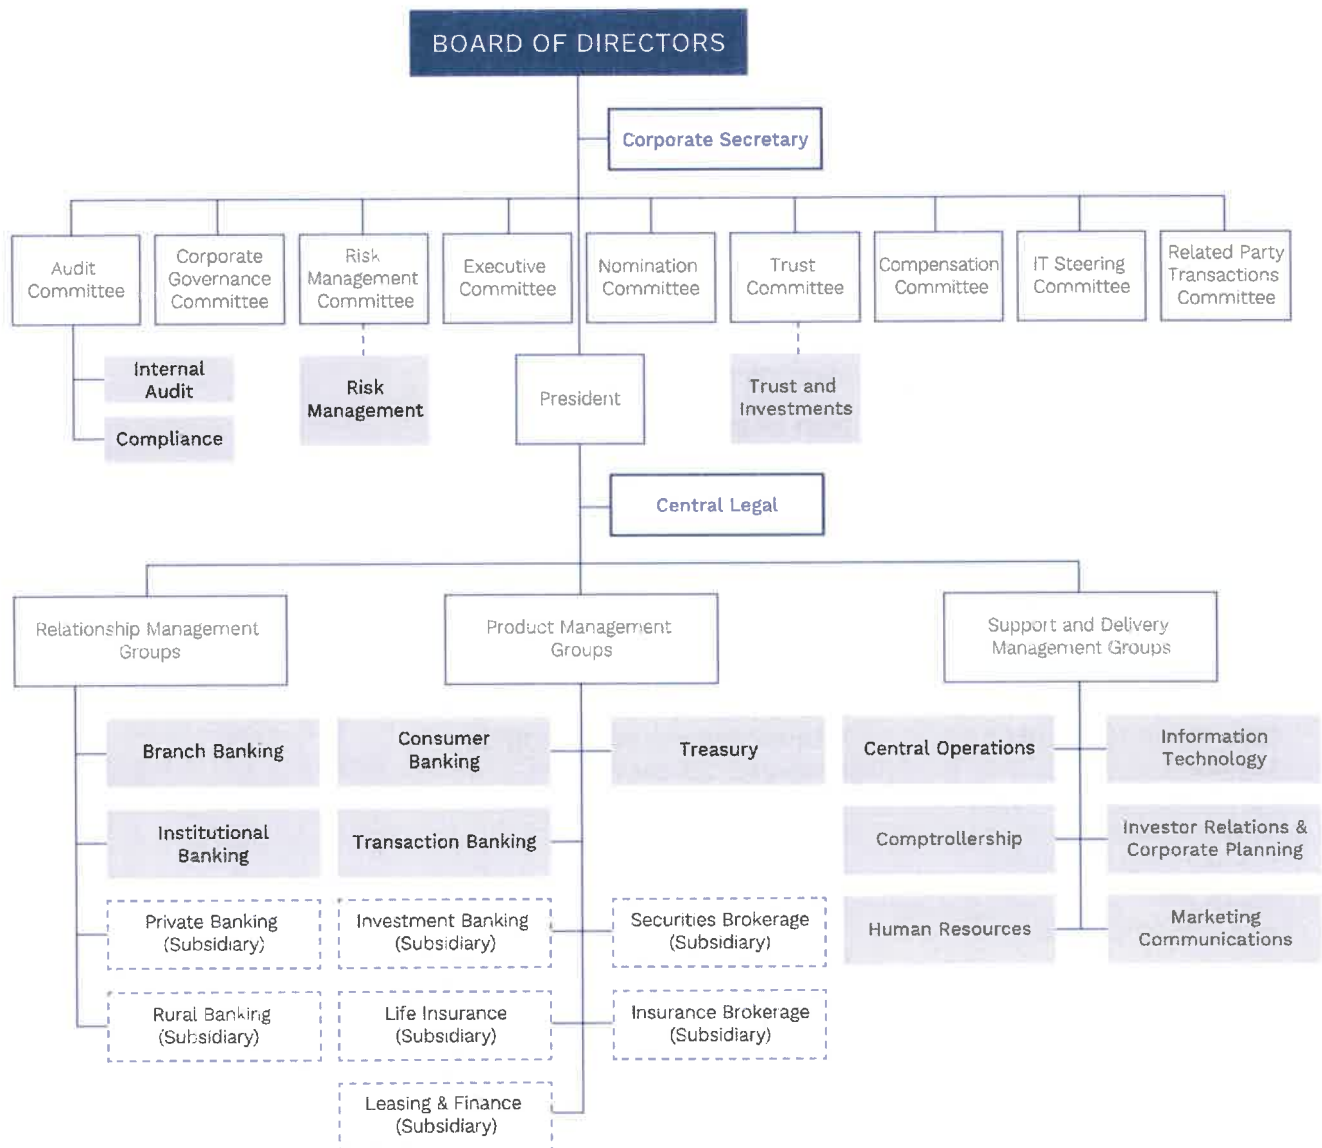 BOARD OF DIRECTORS
Corporate Secretary
Audit
Committee
Corporate
Governance
Committee
Risk
Management
Committee
Executive
Committee
Nomination
Committee
Trust
Committee
Compensation
Committee
IT Steering
Committee
Related Party
Transactions
Committee
Internal
Audit
Compliance
Risk
Management
President
Trust and
Investments
Central Legal
Relationship Management
Groups
Product Management
Groups
Support and Delivery
Management Groups
Branch Banking
Consumer
Banking
Treasury
Central Operations
Information
Technology
Institutional
Banking
Transaction Banking
Comptrollership
Investor Relations &
Corporate Planning
Private Banking
(Subsidiary)
Investment Banking
(Subsidiary)
Securities Brokerage
(Subsidiary)
Human Resources
Marketing
Communications
Rural Banking
(Subsidiary)
Life Insurance
(Subsidiary)
Insurance Brokerage
(Subsidiary)
Leasing & Finance
(Subsidiary)